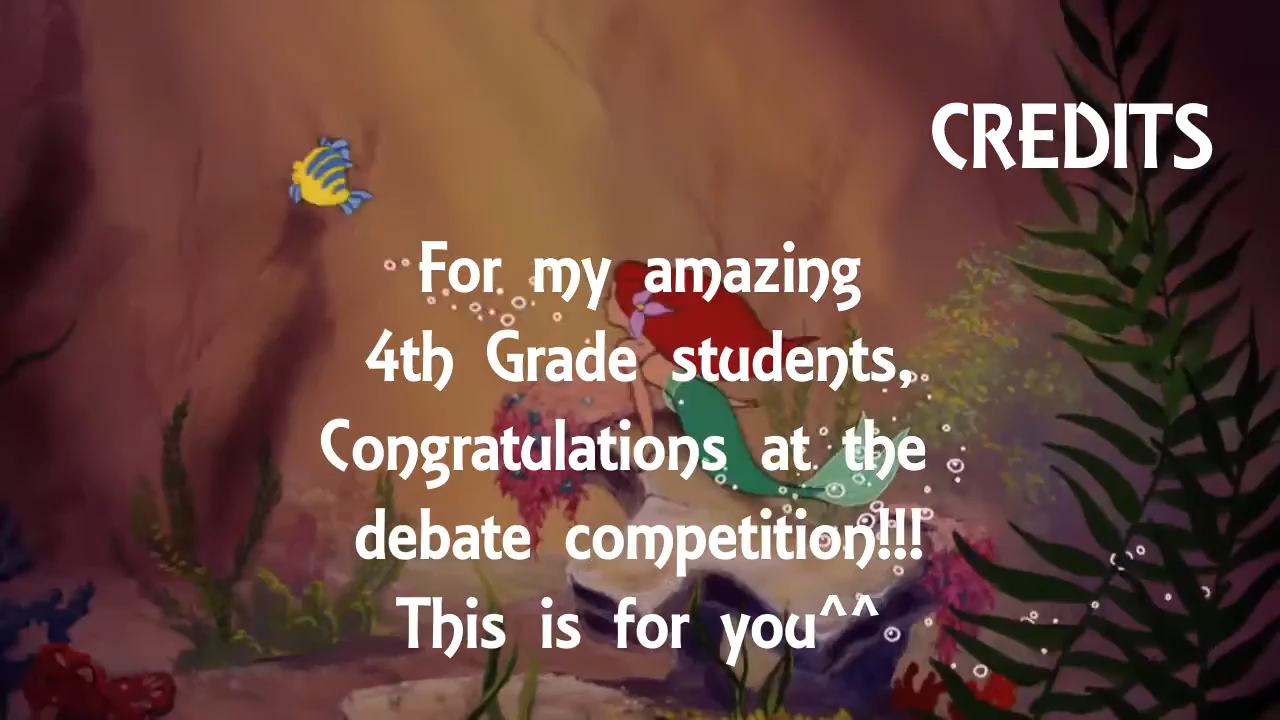 CREDITS
For my amazing
4th Grade students,
Congratulations at the
debate competition!!!
This is for you^^